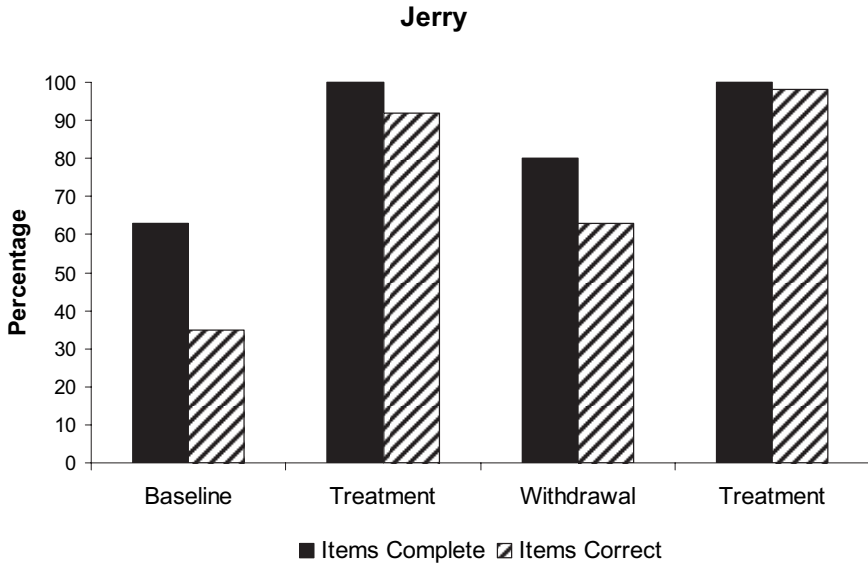 Jerry
Percentage
100
90
80
70
60
50
40
30
20
10
0
Baseline Treatment Withdrawal Treatment
Items Complete Items Correct